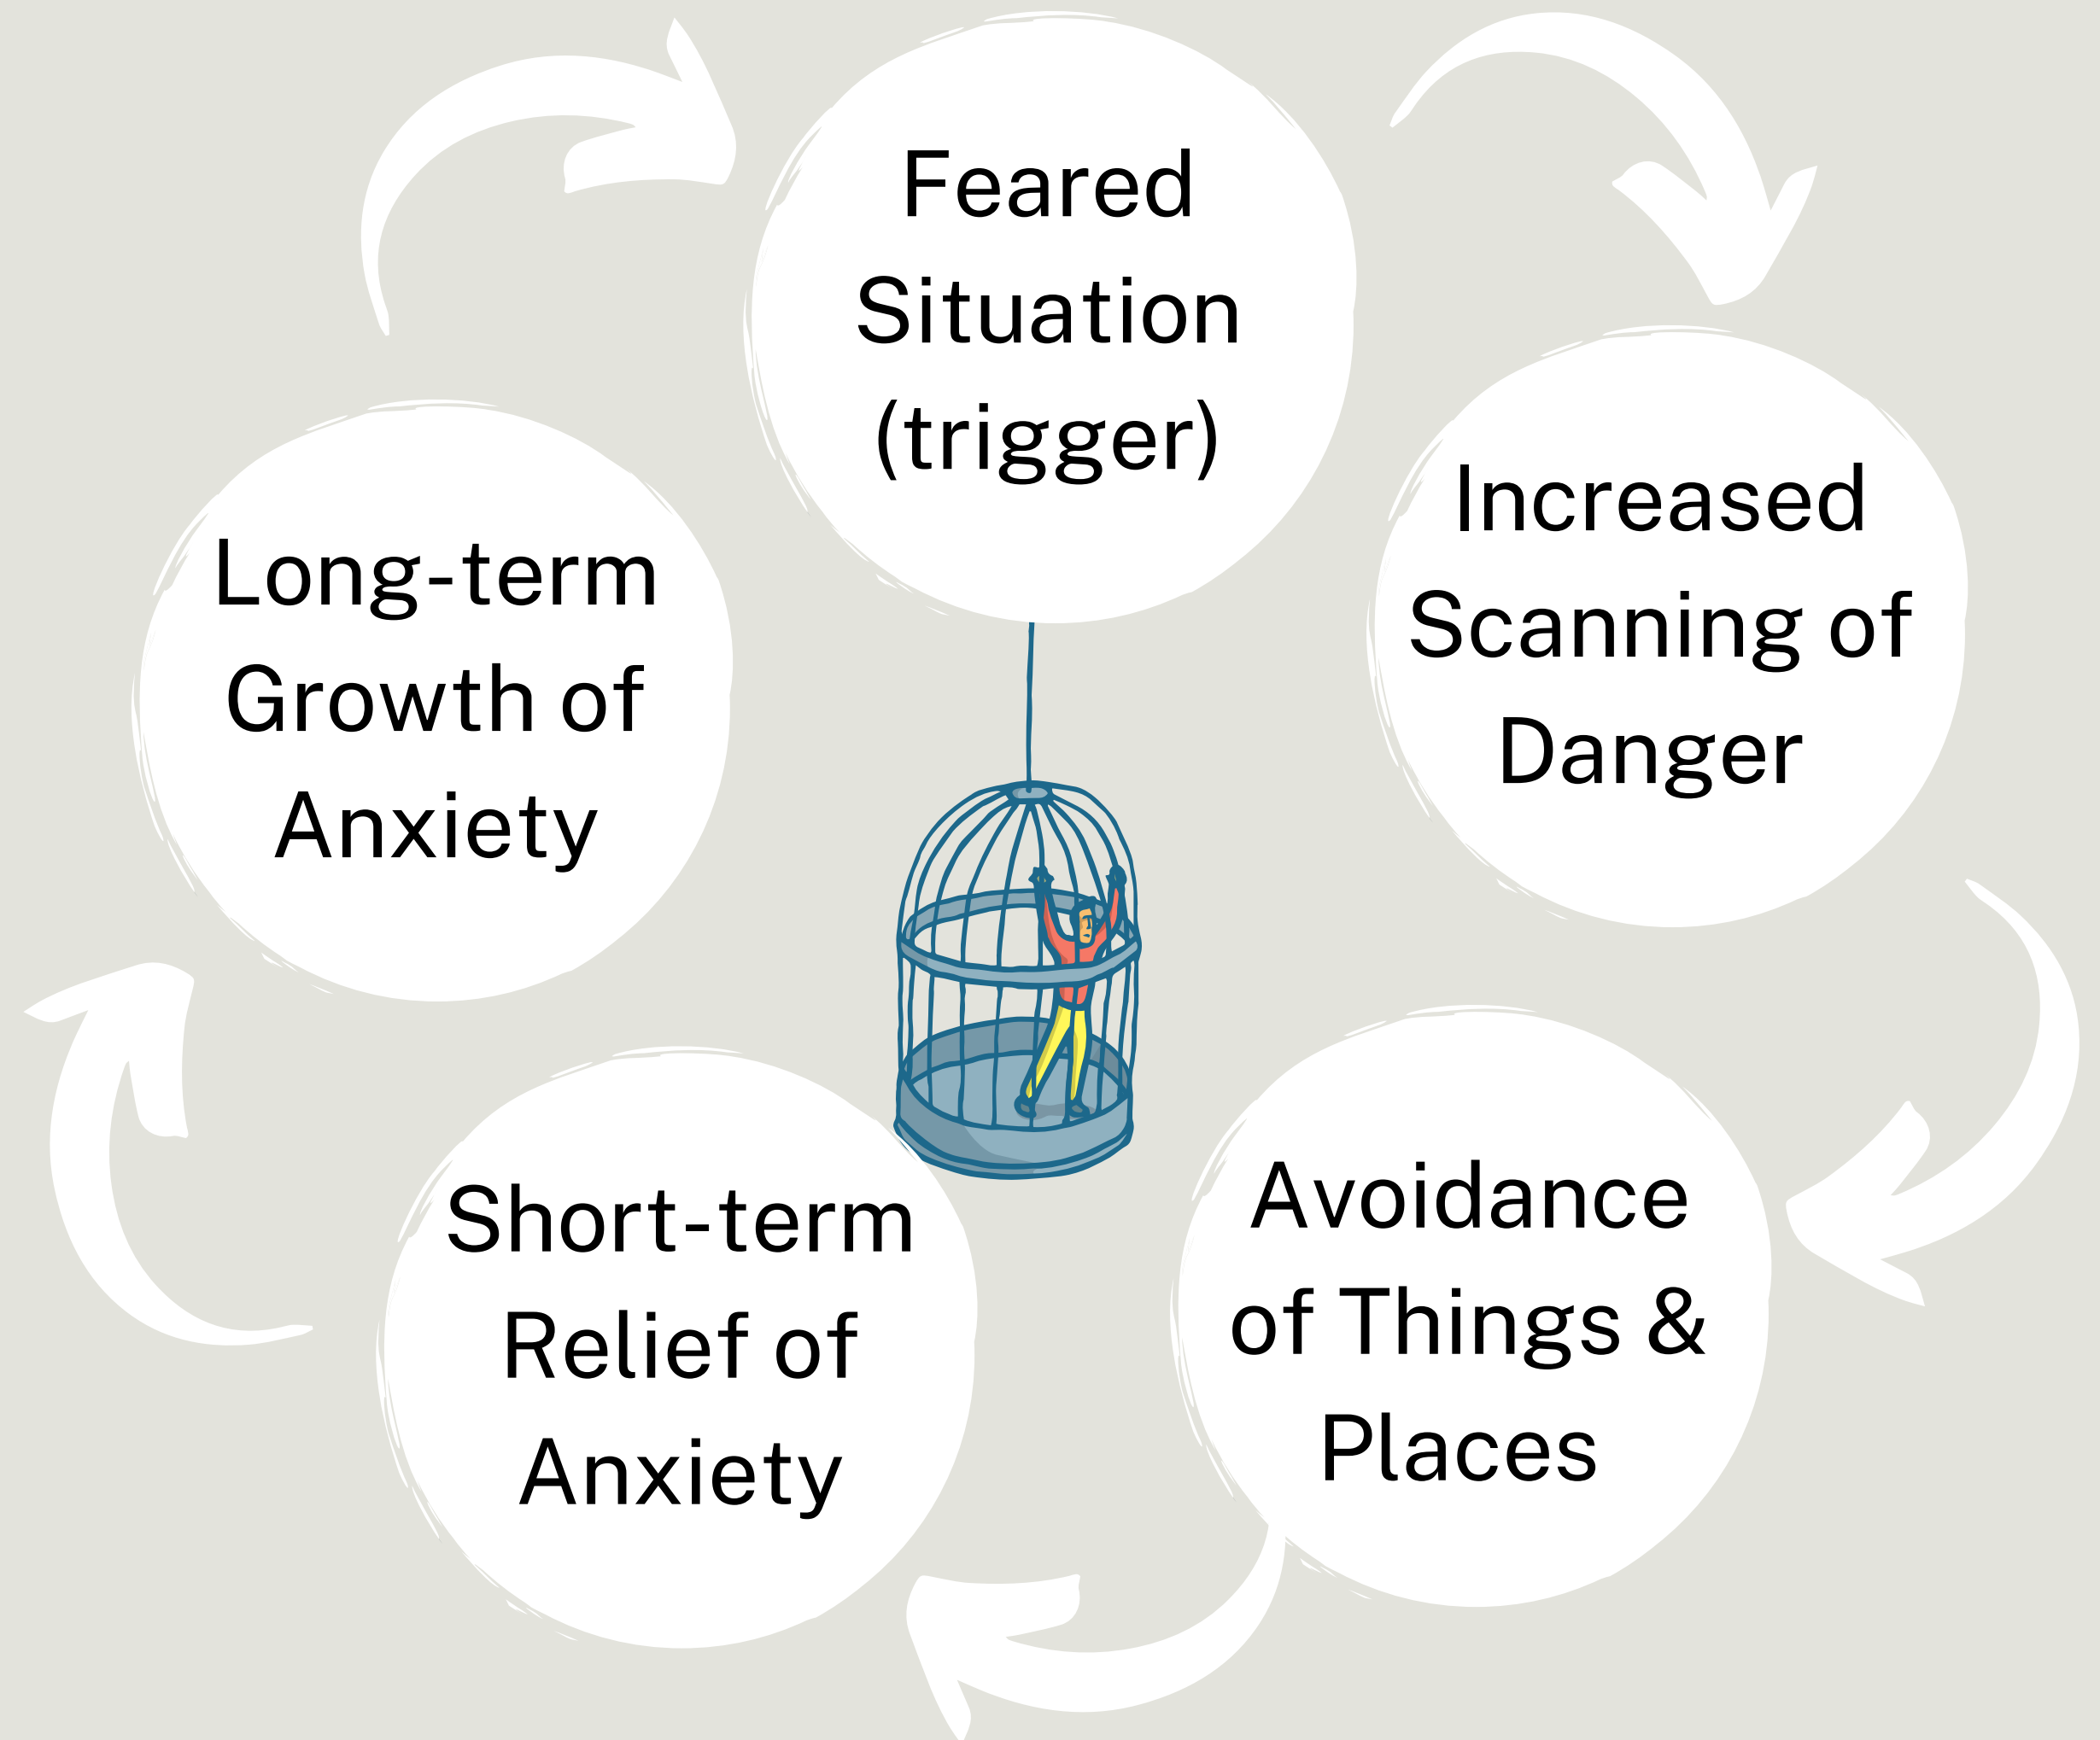 Feared
Situation
(trigger)
Increased
Scanning of
Danger
Avoidance
of Things &
Places
Short-term
Relief of
Anxiety
Long-term
Growth of
Anxiety